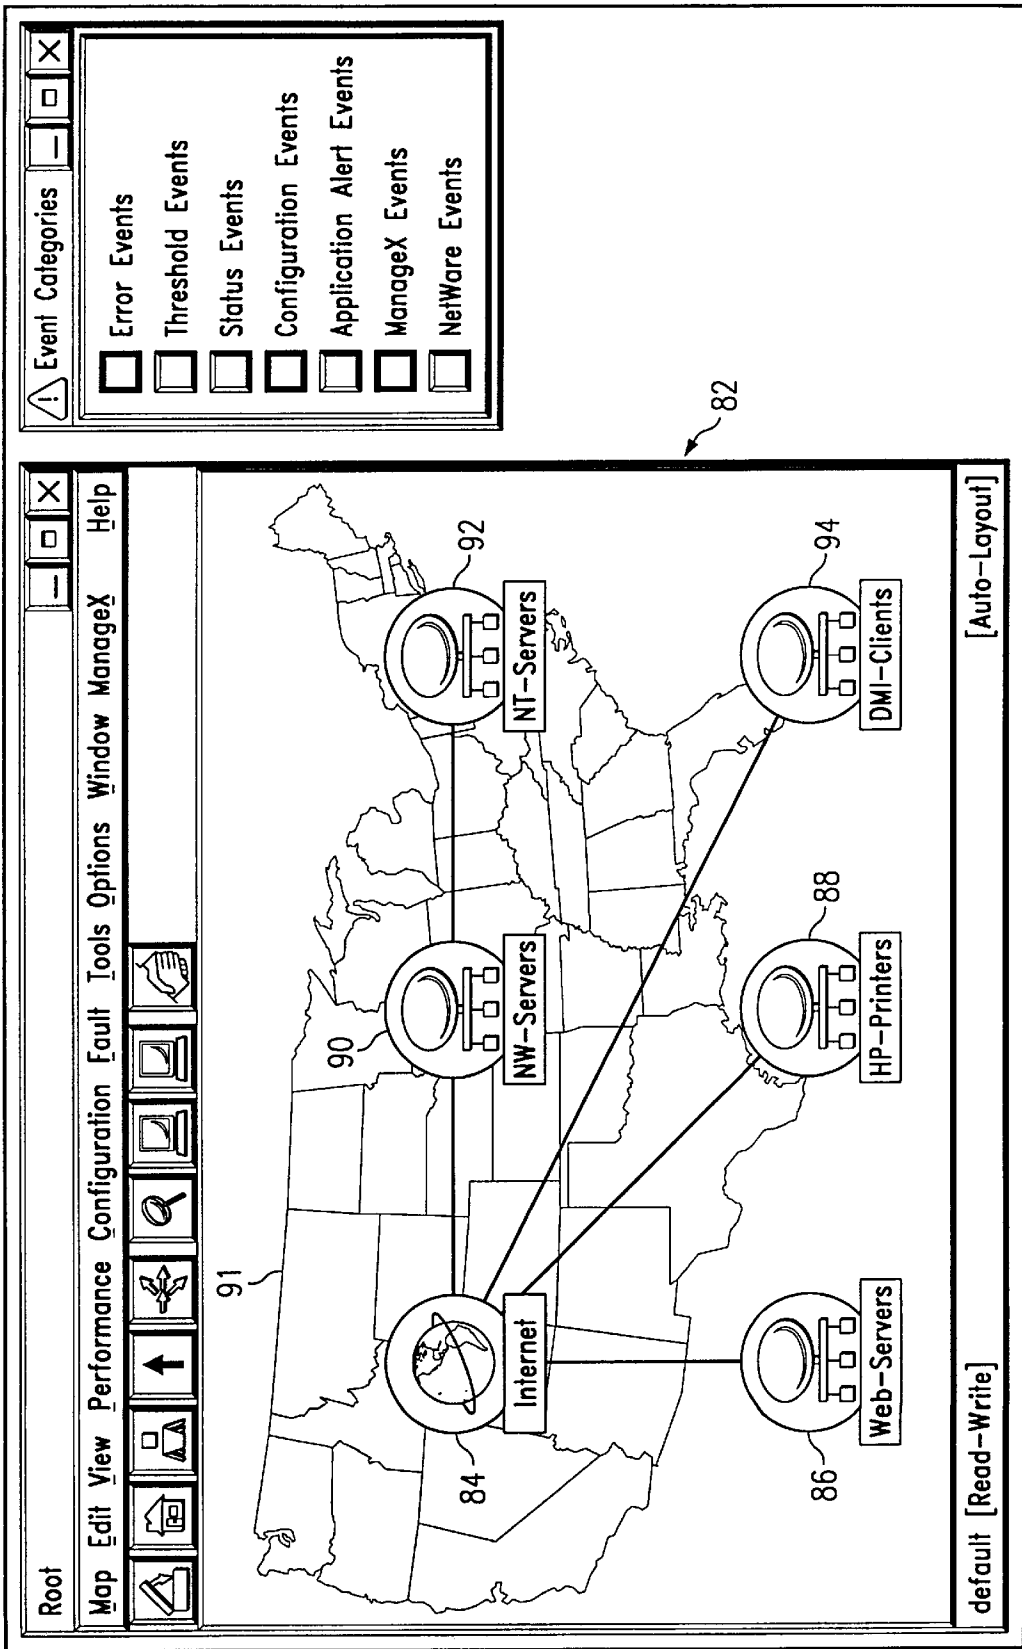 Root
Map Edit View Performance Configuration Fault Tools Options Window ManageX Help
91
90
92
84
Internet
NW-Servers
NT-Servers
86
88
94
Web-Servers
HP-Printers
DMI-Clients
default [Read-Write] [Auto-Layout]
82
! Event Categories
Error Events
Threshold Events
Status Events
Configuration Events
Application Alert Events
ManageX Events
NetWare Events